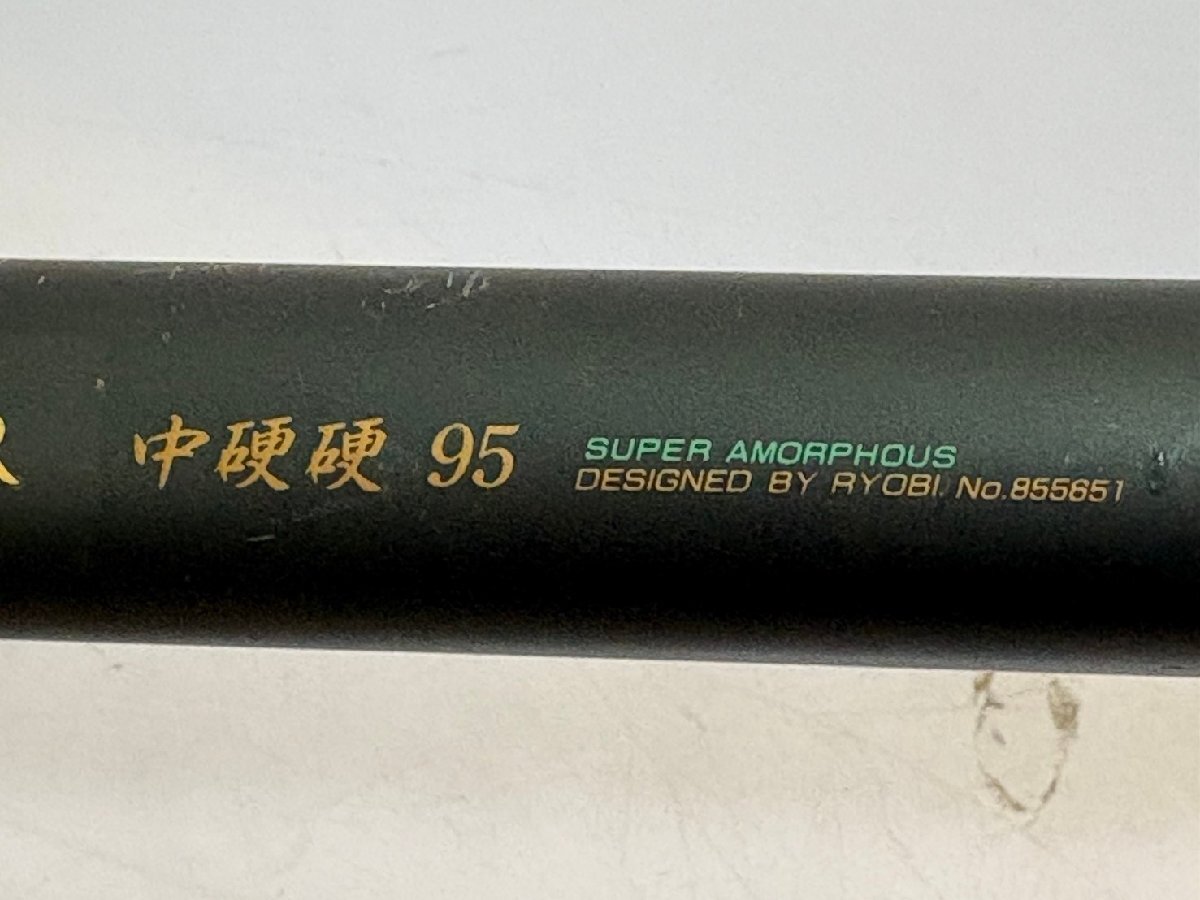 R 中硬硬 95
SUPER AMORPHOUS
DESIGNED BY RYOBI. No.855651